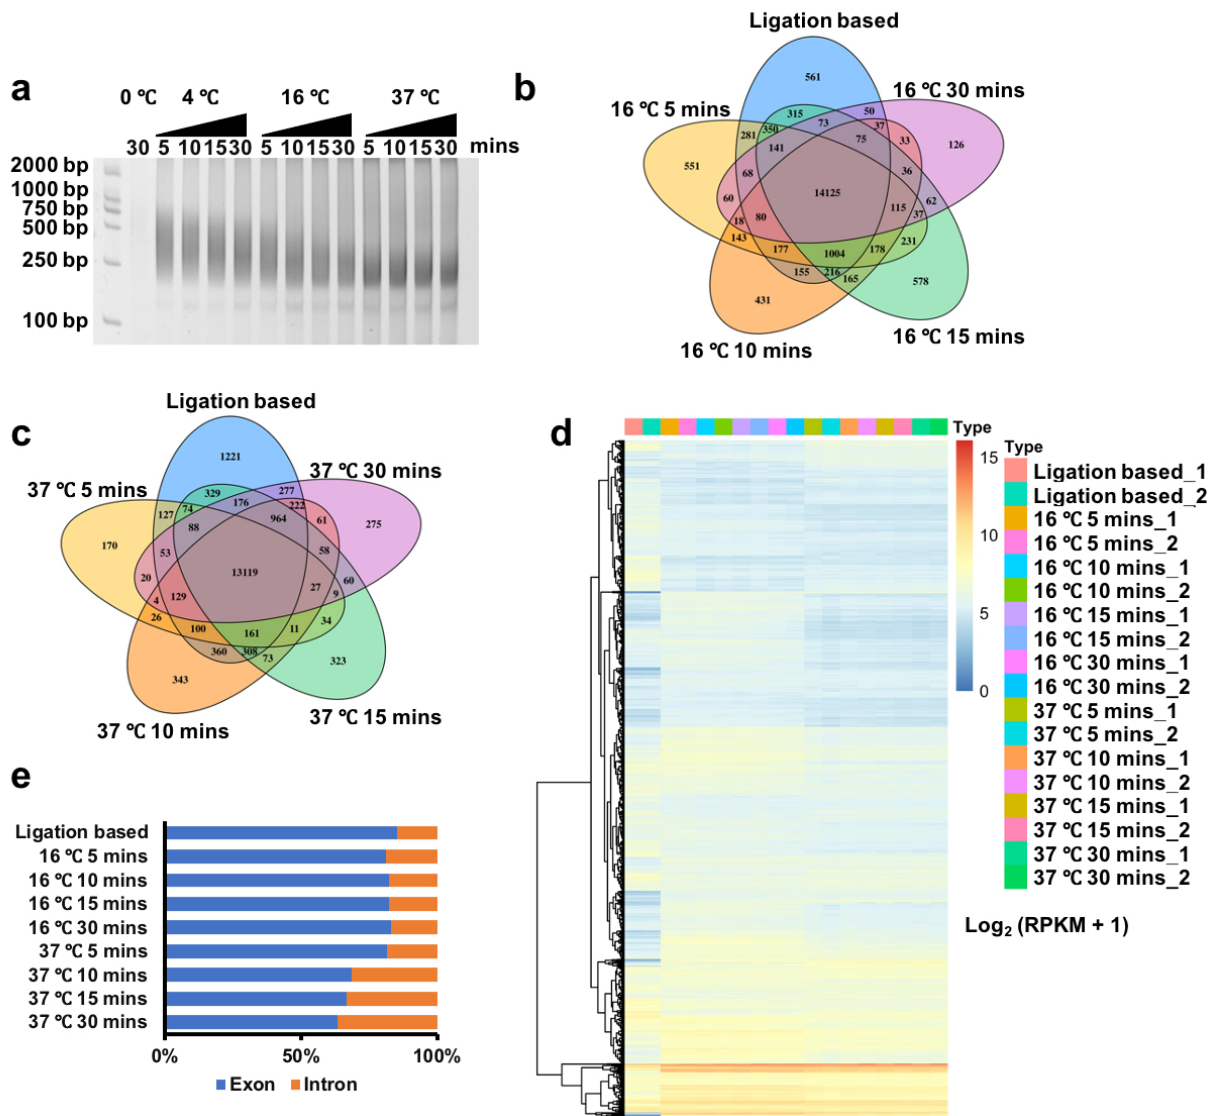 a
0 ℃ 4 ℃ 16 ℃ 37 ℃
30 5 10 15 30 5 10 15 30 5 10 15 30 mins
2000 bp
1000 bp
750 bp
500 bp
250 bp
100 bp
b
Ligation based
16 ℃ 5 mins
16 ℃ 30 mins
16 ℃ 10 mins
16 ℃ 15 mins
561
315 50
281 350 73 37 33
551 141 75 126
68 36
60 14125 62
18 80 115 37
143 177 1004 178 231
155 216 165
431 578
c
Ligation based
37 ℃ 5 mins
37 ℃ 30 mins
37 ℃ 10 mins
37 ℃ 15 mins
1221
329 277
127 74 176 222 61
170 88 964 275
53 58
20 13119 60
4 129 27 9
26 100 161 11 34
360 308 73
343 323
d
Type
15
10
5
0
Type
Ligation based_1
Ligation based_2
16 ℃ 5 mins_1
16 ℃ 5 mins_2
16 ℃ 10 mins_1
16 ℃ 10 mins_2
16 ℃ 15 mins_1
16 ℃ 15 mins_2
16 ℃ 30 mins_1
16 ℃ 30 mins_2
37 ℃ 5 mins_1
37 ℃ 5 mins_2
37 ℃ 10 mins_1
37 ℃ 10 mins_2
37 ℃ 15 mins_1
37 ℃ 15 mins_2
37 ℃ 30 mins_1
37 ℃ 30 mins_2
Log₂ (RPKM + 1)
e
Ligation based
16 ℃ 5 mins
16 ℃ 10 mins
16 ℃ 15 mins
16 ℃ 30 mins
37 ℃ 5 mins
37 ℃ 10 mins
37 ℃ 15 mins
37 ℃ 30 mins
0% 50% 100%
Exon Intron